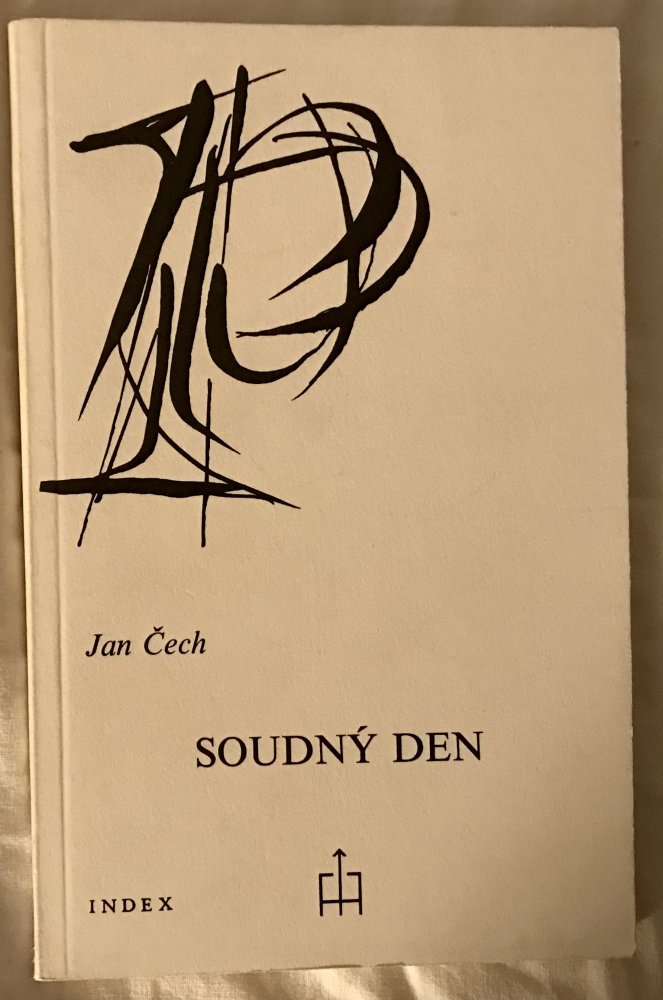 Jan Čech
SOUDNÝ DEN
INDEX